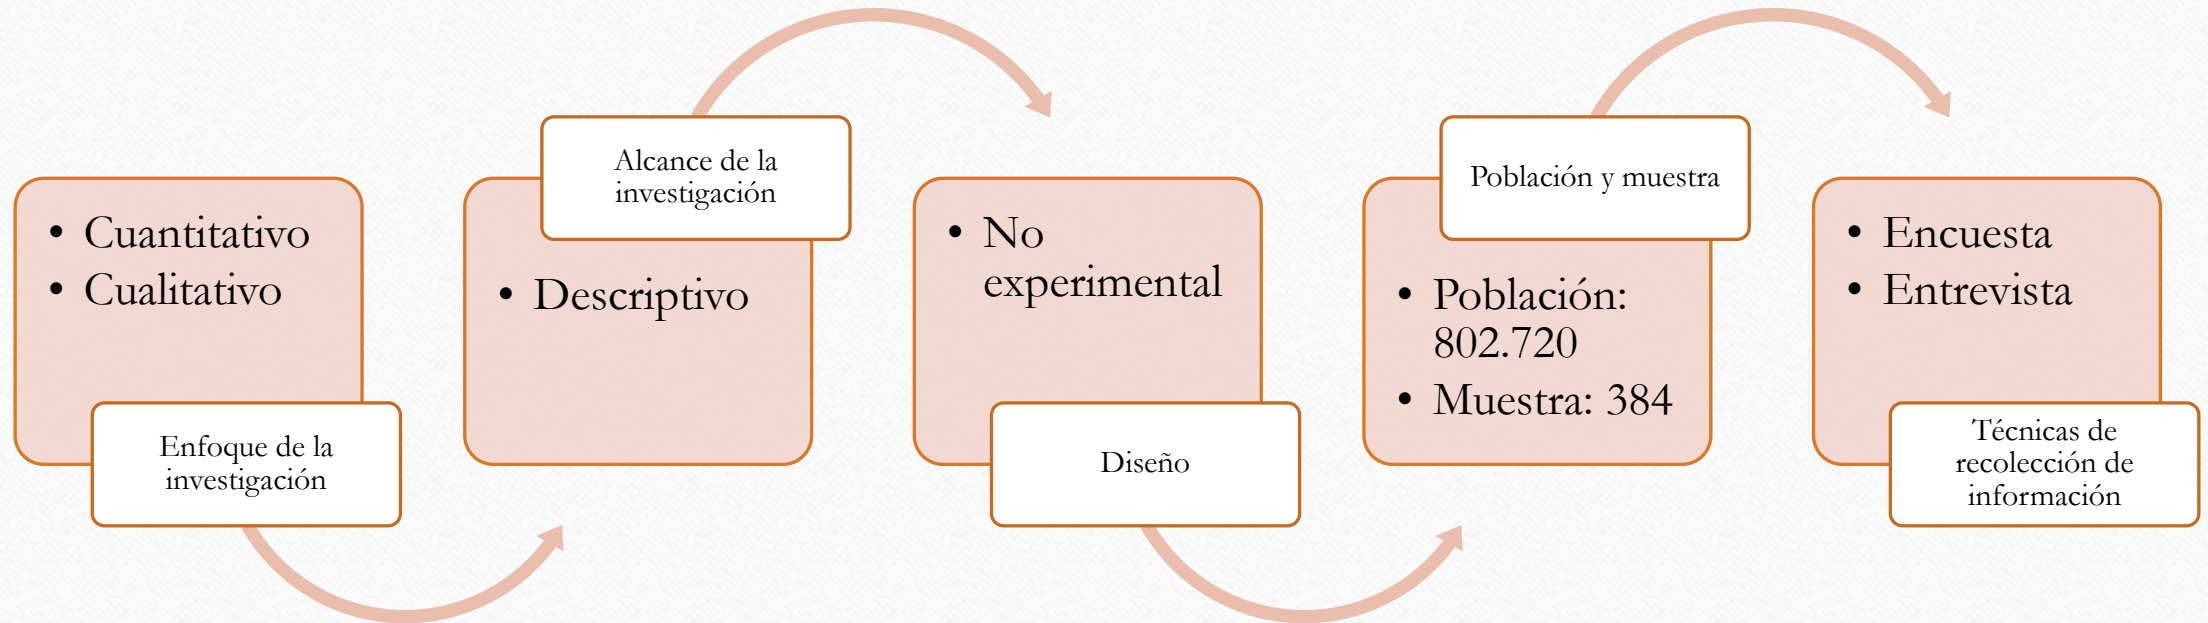 • Cuantitativo
• Cualitativo
Enfoque de la
investigación
Alcance de la
investigación
• Descriptivo
• No
experimental
Diseño
Población y muestra
• Población:
802.720
• Muestra: 384
• Encuesta
• Entrevista
Técnicas de
recolección de
información